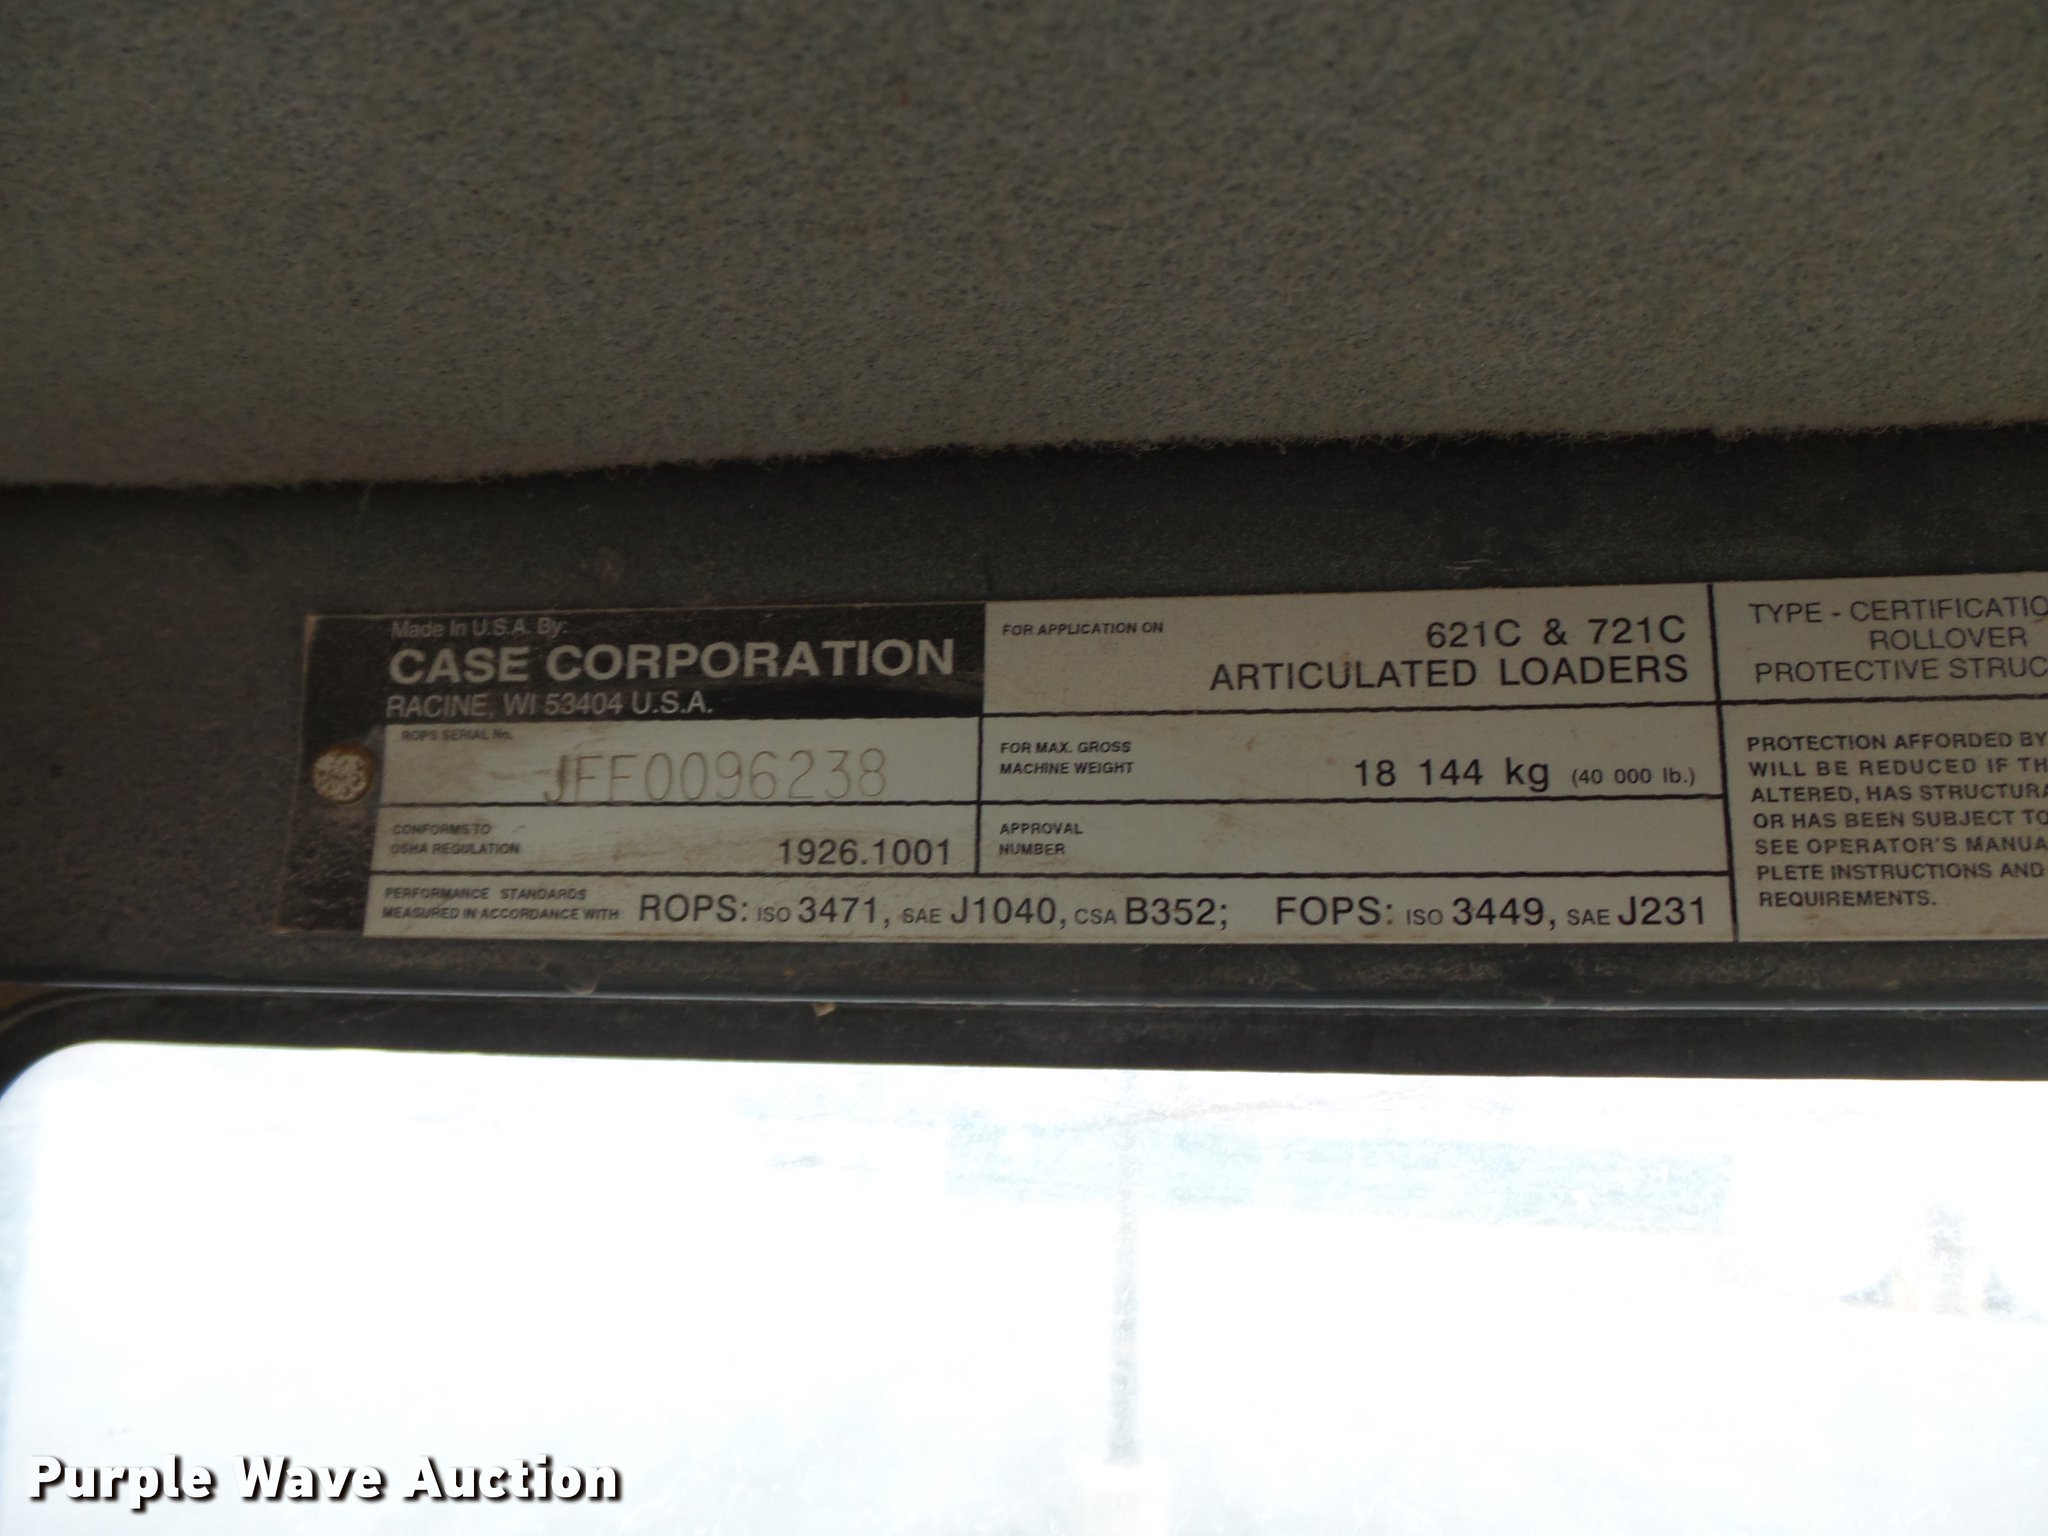 Made In U.S.A. By:
CASE CORPORATION
RACINE, WI 53404 U.S.A.
ROPS SERIAL No.
JFF0096238
CONFORMS TO
OSHA REGULATION 1926.1001
FOR APPLICATION ON 621C & 721C
ARTICULATED LOADERS
FOR MAX. GROSS
MACHINE WEIGHT 18 144 kg (40 000 lb.)
APPROVAL
NUMBER
PERFORMANCE STANDARDS
MEASURED IN ACCORDANCE WITH ROPS: ISO 3471, SAE J1040, CSA B352; FOPS: ISO 3449, SAE J231
TYPE - CERTIFICATIO
ROLLOVER
PROTECTIVE STRUC
PROTECTION AFFORDED BY
WILL BE REDUCED IF TH
ALTERED, HAS STRUCTURA
OR HAS BEEN SUBJECT TO
SEE OPERATOR'S MANUA
PLETE INSTRUCTIONS AND
REQUIREMENTS.
Purple Wave Auction